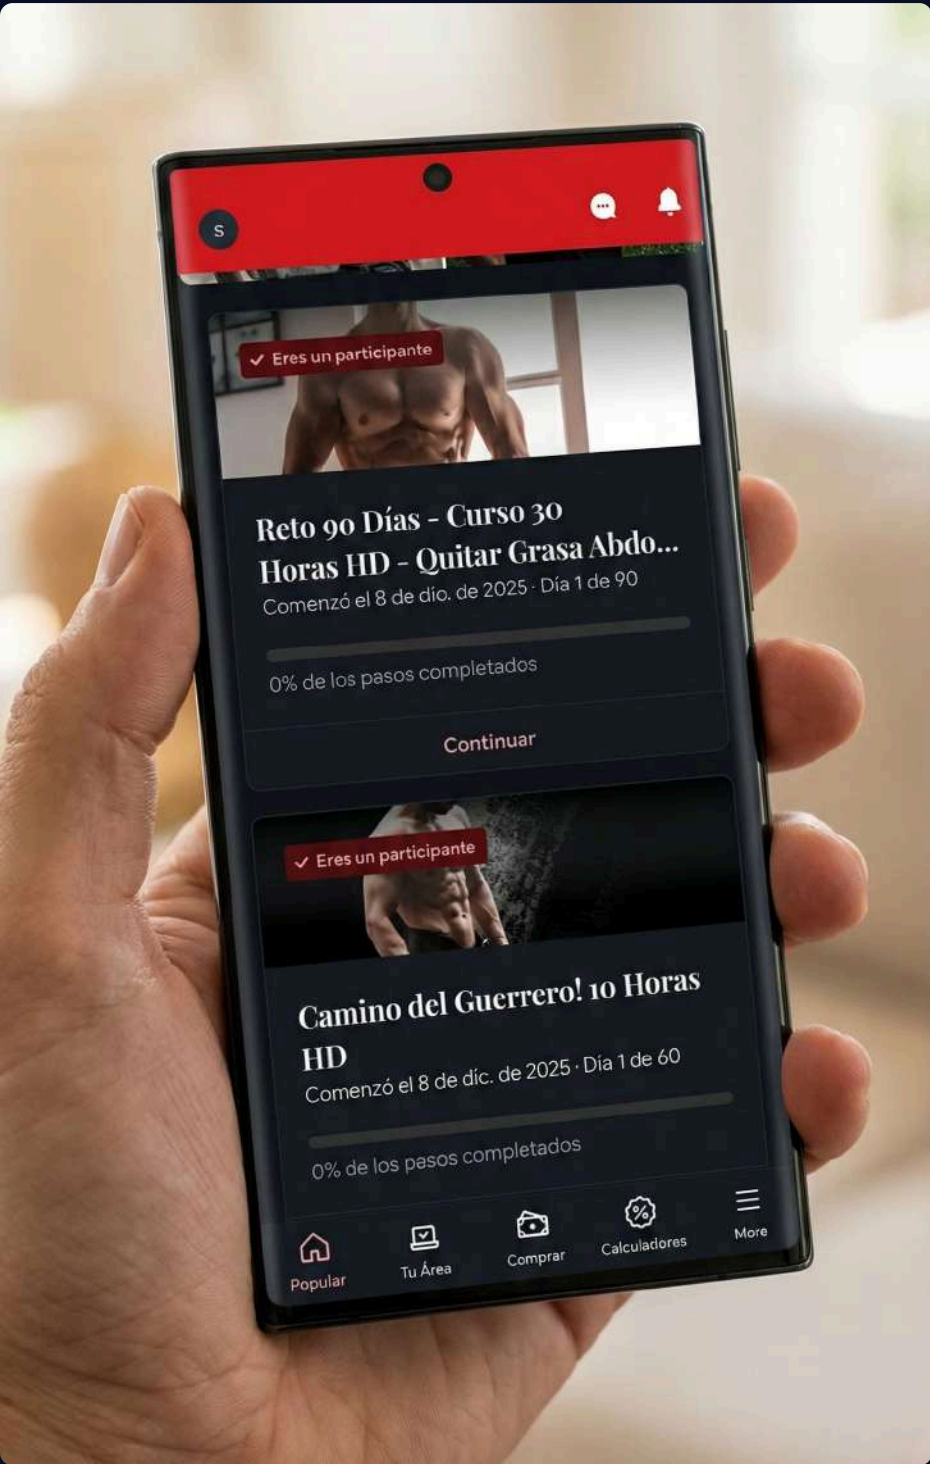 S
✓ Eres un participante
Reto 90 Días - Curso 30
Horas HD - Quitar Grasa Abdo...
Comenzó el 8 de dio. de 2025 · Día 1 de 90
0% de los pasos completados
Continuar
✓ Eres un participante
Camino del Guerrero! 10 Horas
HD
Comenzó el 8 de dic. de 2025 · Día 1 de 60
0% de los pasos completados
Popular
Tu Área
Comprar
Calculadores
More